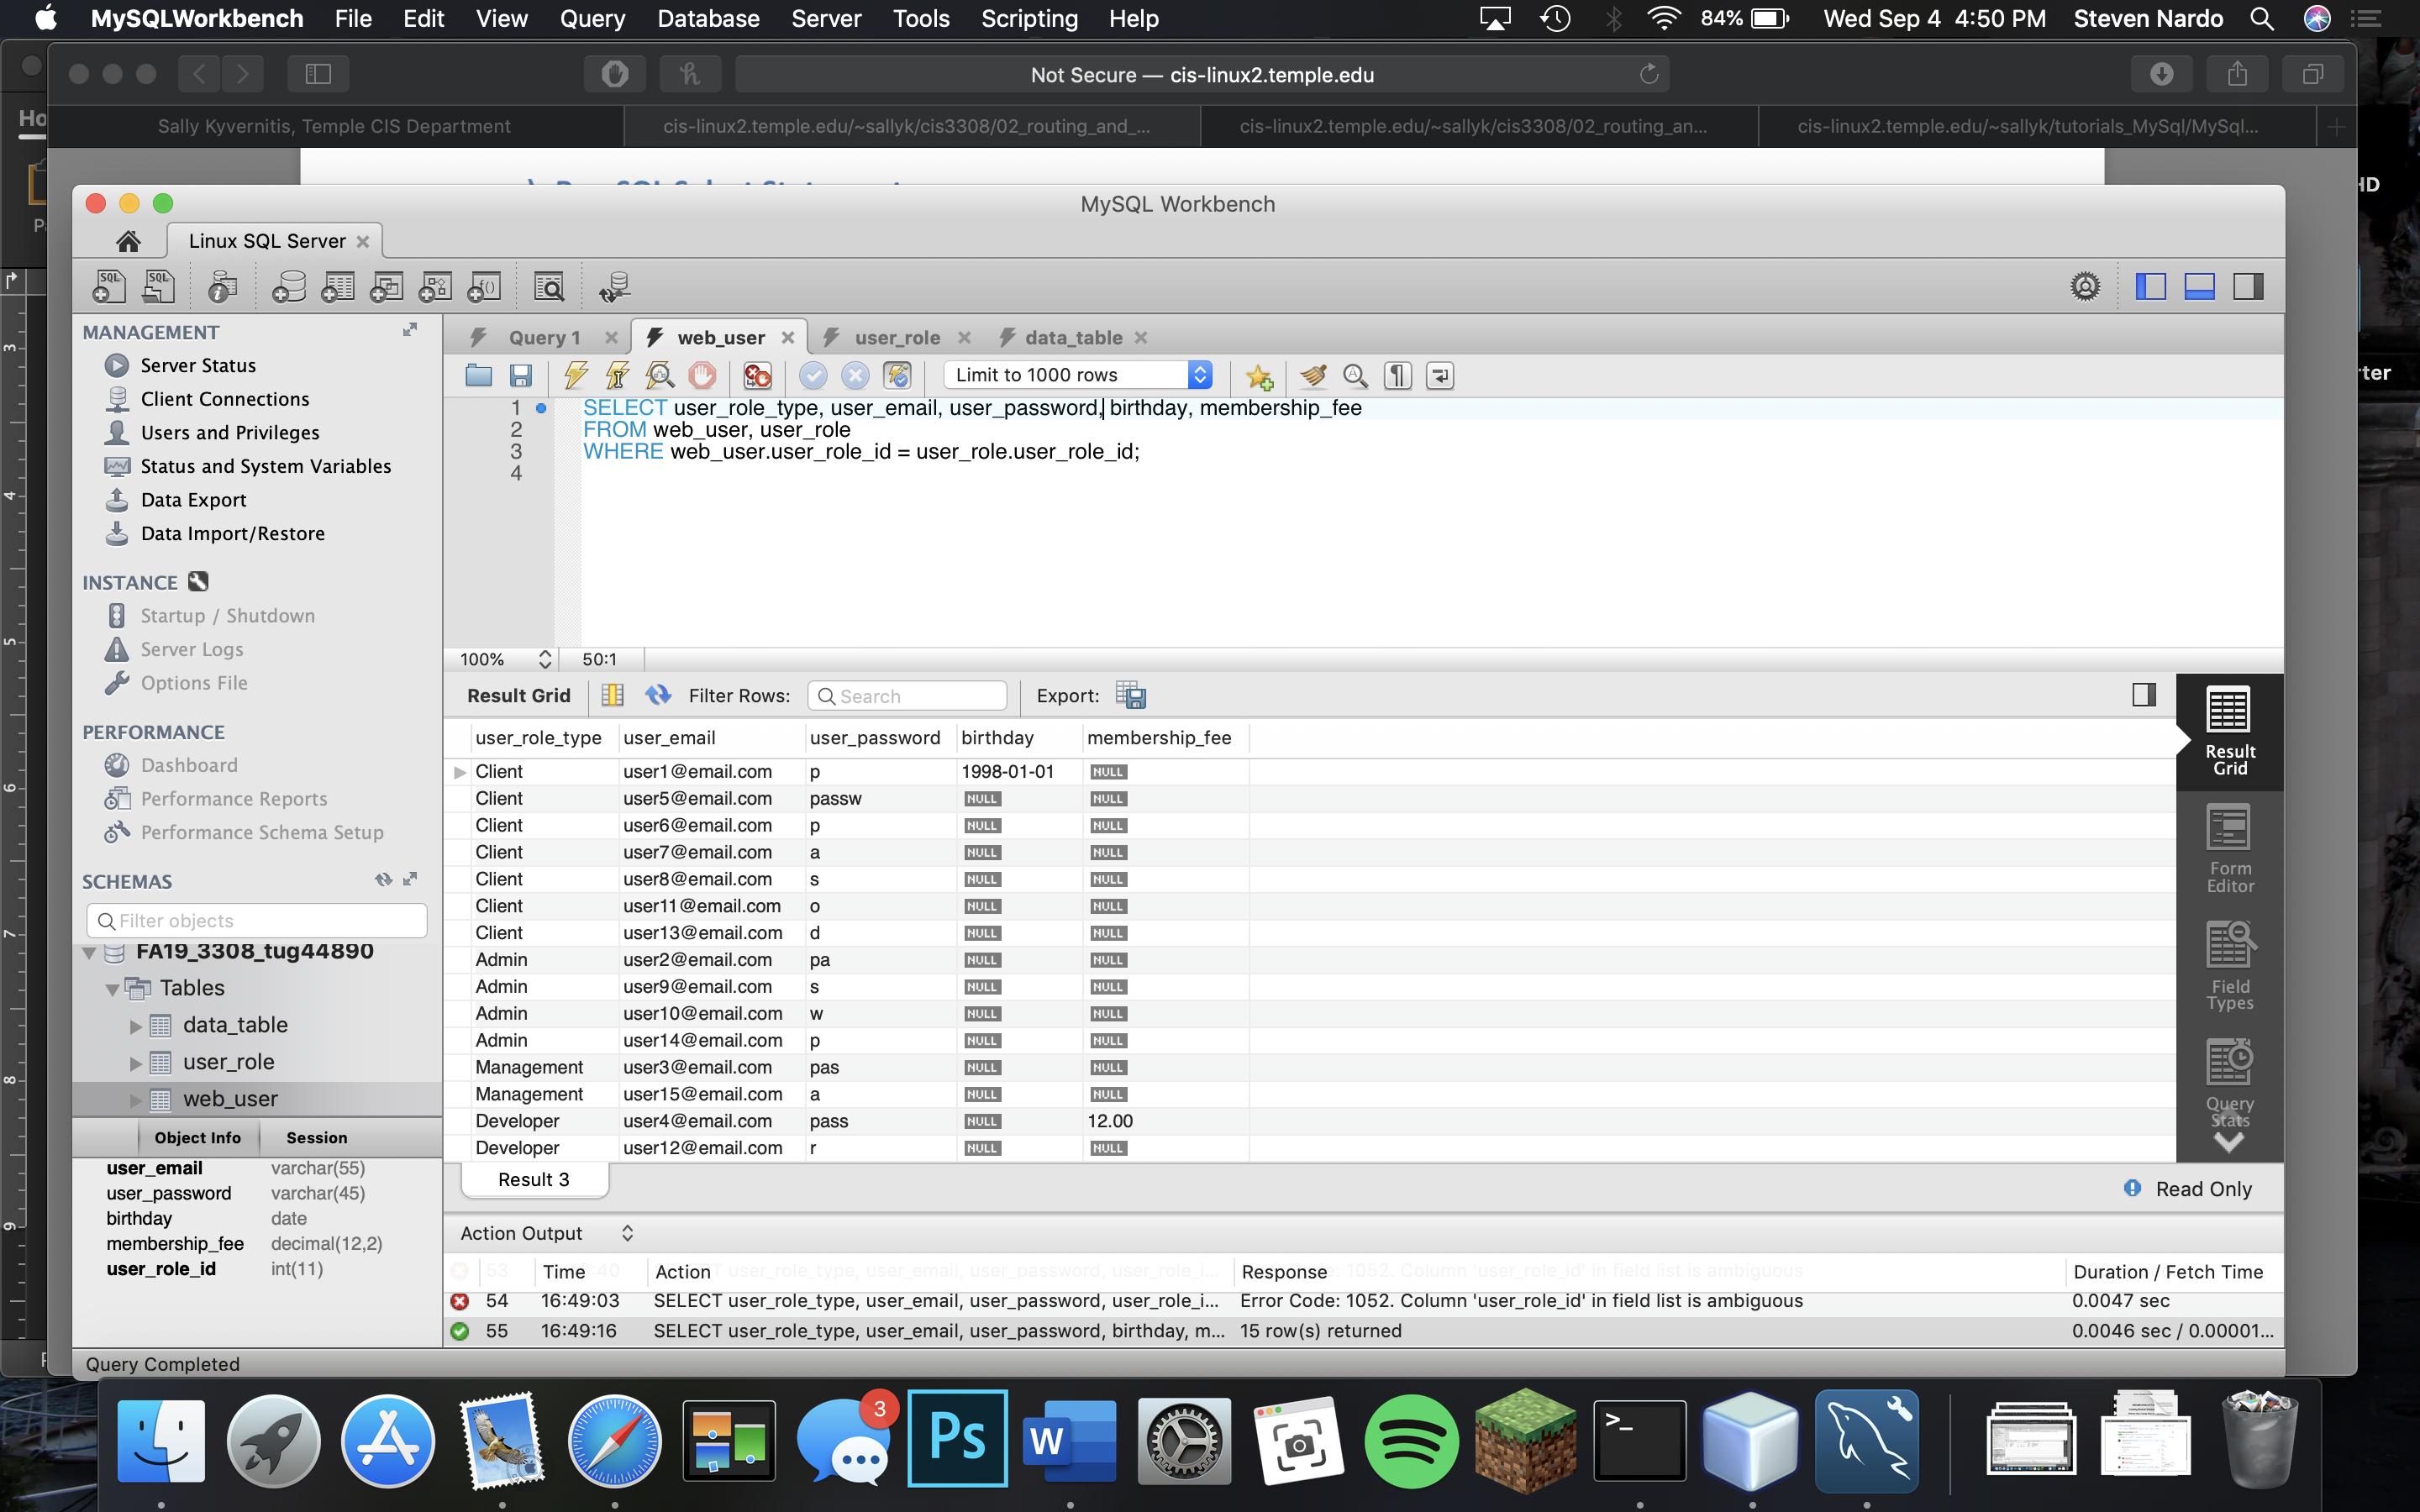 MySQLWorkbench File Edit View Query Database Server Tools Scripting Help 84% Wed Sep 4 4:50 PM Steven Nardo
Not Secure — cis-linux2.temple.edu
Sally Kyvernitis, Temple CIS Department cis-linux2.temple.edu/~sallyk/cis3308/02_routing_and_... cis-linux2.temple.edu/~sallyk/cis3308/02_routing_an... cis-linux2.temple.edu/~sallyk/tutorials_MySql/MySql...
MySQL Workbench
Linux SQL Server
MANAGEMENT
Server Status
Client Connections
Users and Privileges
Status and System Variables
Data Export
Data Import/Restore
INSTANCE
Startup / Shutdown
Server Logs
Options File
PERFORMANCE
Dashboard
Performance Reports
Performance Schema Setup
SCHEMAS
Filter objects
FA19_3308_tug44890
Tables
data_table
user_role
web_user
Object Info Session
user_email varchar(55)
user_password varchar(45)
birthday date
membership_fee decimal(12,2)
user_role_id int(11)
Query 1 web_user user_role data_table
Limit to 1000 rows
1 SELECT user_role_type, user_email, user_password, birthday, membership_fee
2 FROM web_user, user_role
3 WHERE web_user.user_role_id = user_role.user_role_id;
4
100% 50:1
Result Grid Filter Rows: Search Export:
user_role_type user_email user_password birthday membership_fee
Client user1@email.com p 1998-01-01 NULL
Client user5@email.com passw NULL NULL
Client user6@email.com p NULL NULL
Client user7@email.com a NULL NULL
Client user8@email.com s NULL NULL
Client user11@email.com o NULL NULL
Client user13@email.com d NULL NULL
Admin user2@email.com pa NULL NULL
Admin user9@email.com s NULL NULL
Admin user10@email.com w NULL NULL
Admin user14@email.com p NULL NULL
Management user3@email.com pas NULL NULL
Management user15@email.com a NULL NULL
Developer user4@email.com pass NULL 12.00
Developer user12@email.com r NULL NULL
Result Grid
Form Editor
Field Types
Query Stats
Result 3 Read Only
Action Output
Time Action Response Duration / Fetch Time
54 16:49:03 SELECT user_role_type, user_email, user_password, user_role_i... Error Code: 1052. Column 'user_role_id' in field list is ambiguous 0.0047 sec
55 16:49:16 SELECT user_role_type, user_email, user_password, birthday, m... 15 row(s) returned 0.0046 sec / 0.00001...
Query Completed
3
Ps
W